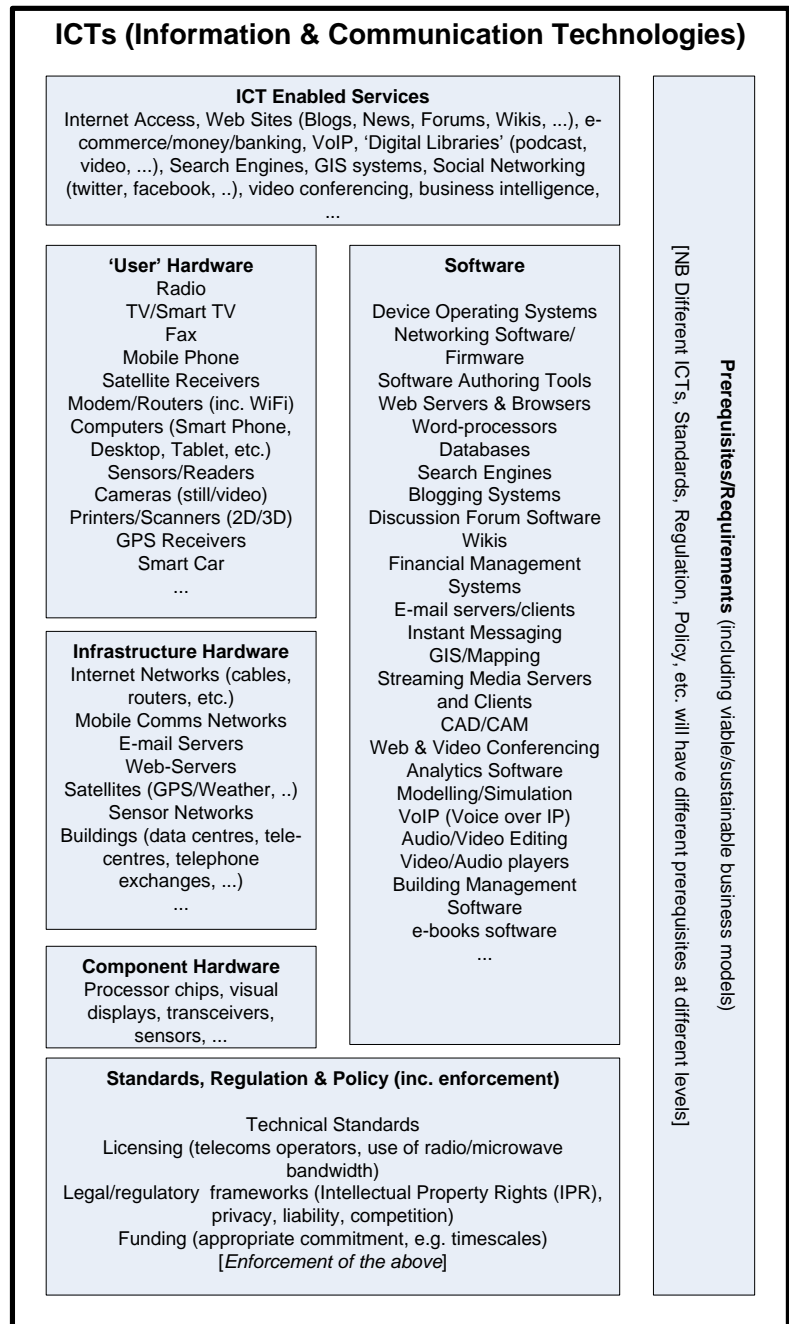 ICTs (Information & Communication Technologies)
ICT Enabled Services
Internet Access, Web Sites (Blogs, News, Forums, Wikis, ...), e-
commerce/money/banking, VoIP, ‘Digital Libraries’ (podcast,
video, ...), Search Engines, GIS systems, Social Networking
(twitter, facebook, ..), video conferencing, business intelligence,
...
‘User’ Hardware
Radio
TV/Smart TV
Fax
Mobile Phone
Satellite Receivers
Modem/Routers (inc. WiFi)
Computers (Smart Phone,
Desktop, Tablet, etc.)
Sensors/Readers
Cameras (still/video)
Printers/Scanners (2D/3D)
GPS Receivers
Smart Car
...
Infrastructure Hardware
Internet Networks (cables,
routers, etc.)
Mobile Comms Networks
E-mail Servers
Web-Servers
Satellites (GPS/Weather, ..)
Sensor Networks
Buildings (data centres, tele-
centres, telephone
exchanges, ...)
...
Component Hardware
Processor chips, visual
displays, transceivers,
sensors, ...
Software
Device Operating Systems
Networking Software/
Firmware
Software Authoring Tools
Web Servers & Browsers
Word-processors
Databases
Search Engines
Blogging Systems
Discussion Forum Software
Wikis
Financial Management
Systems
E-mail servers/clients
Instant Messaging
GIS/Mapping
Streaming Media Servers
and Clients
CAD/CAM
Web & Video Conferencing
Analytics Software
Modelling/Simulation
VoIP (Voice over IP)
Audio/Video Editing
Video/Audio players
Building Management
Software
e-books software
...
Standards, Regulation & Policy (inc. enforcement)
Technical Standards
Licensing (telecoms operators, use of radio/microwave
bandwidth)
Legal/regulatory frameworks (Intellectual Property Rights (IPR),
privacy, liability, competition)
Funding (appropriate commitment, e.g. timescales)
[Enforcement of the above]
Prerequisites/Requirements (including viable/sustainable business models)
[NB Different ICTs, Standards, Regulation, Policy, etc. will have different prerequisites at different levels]